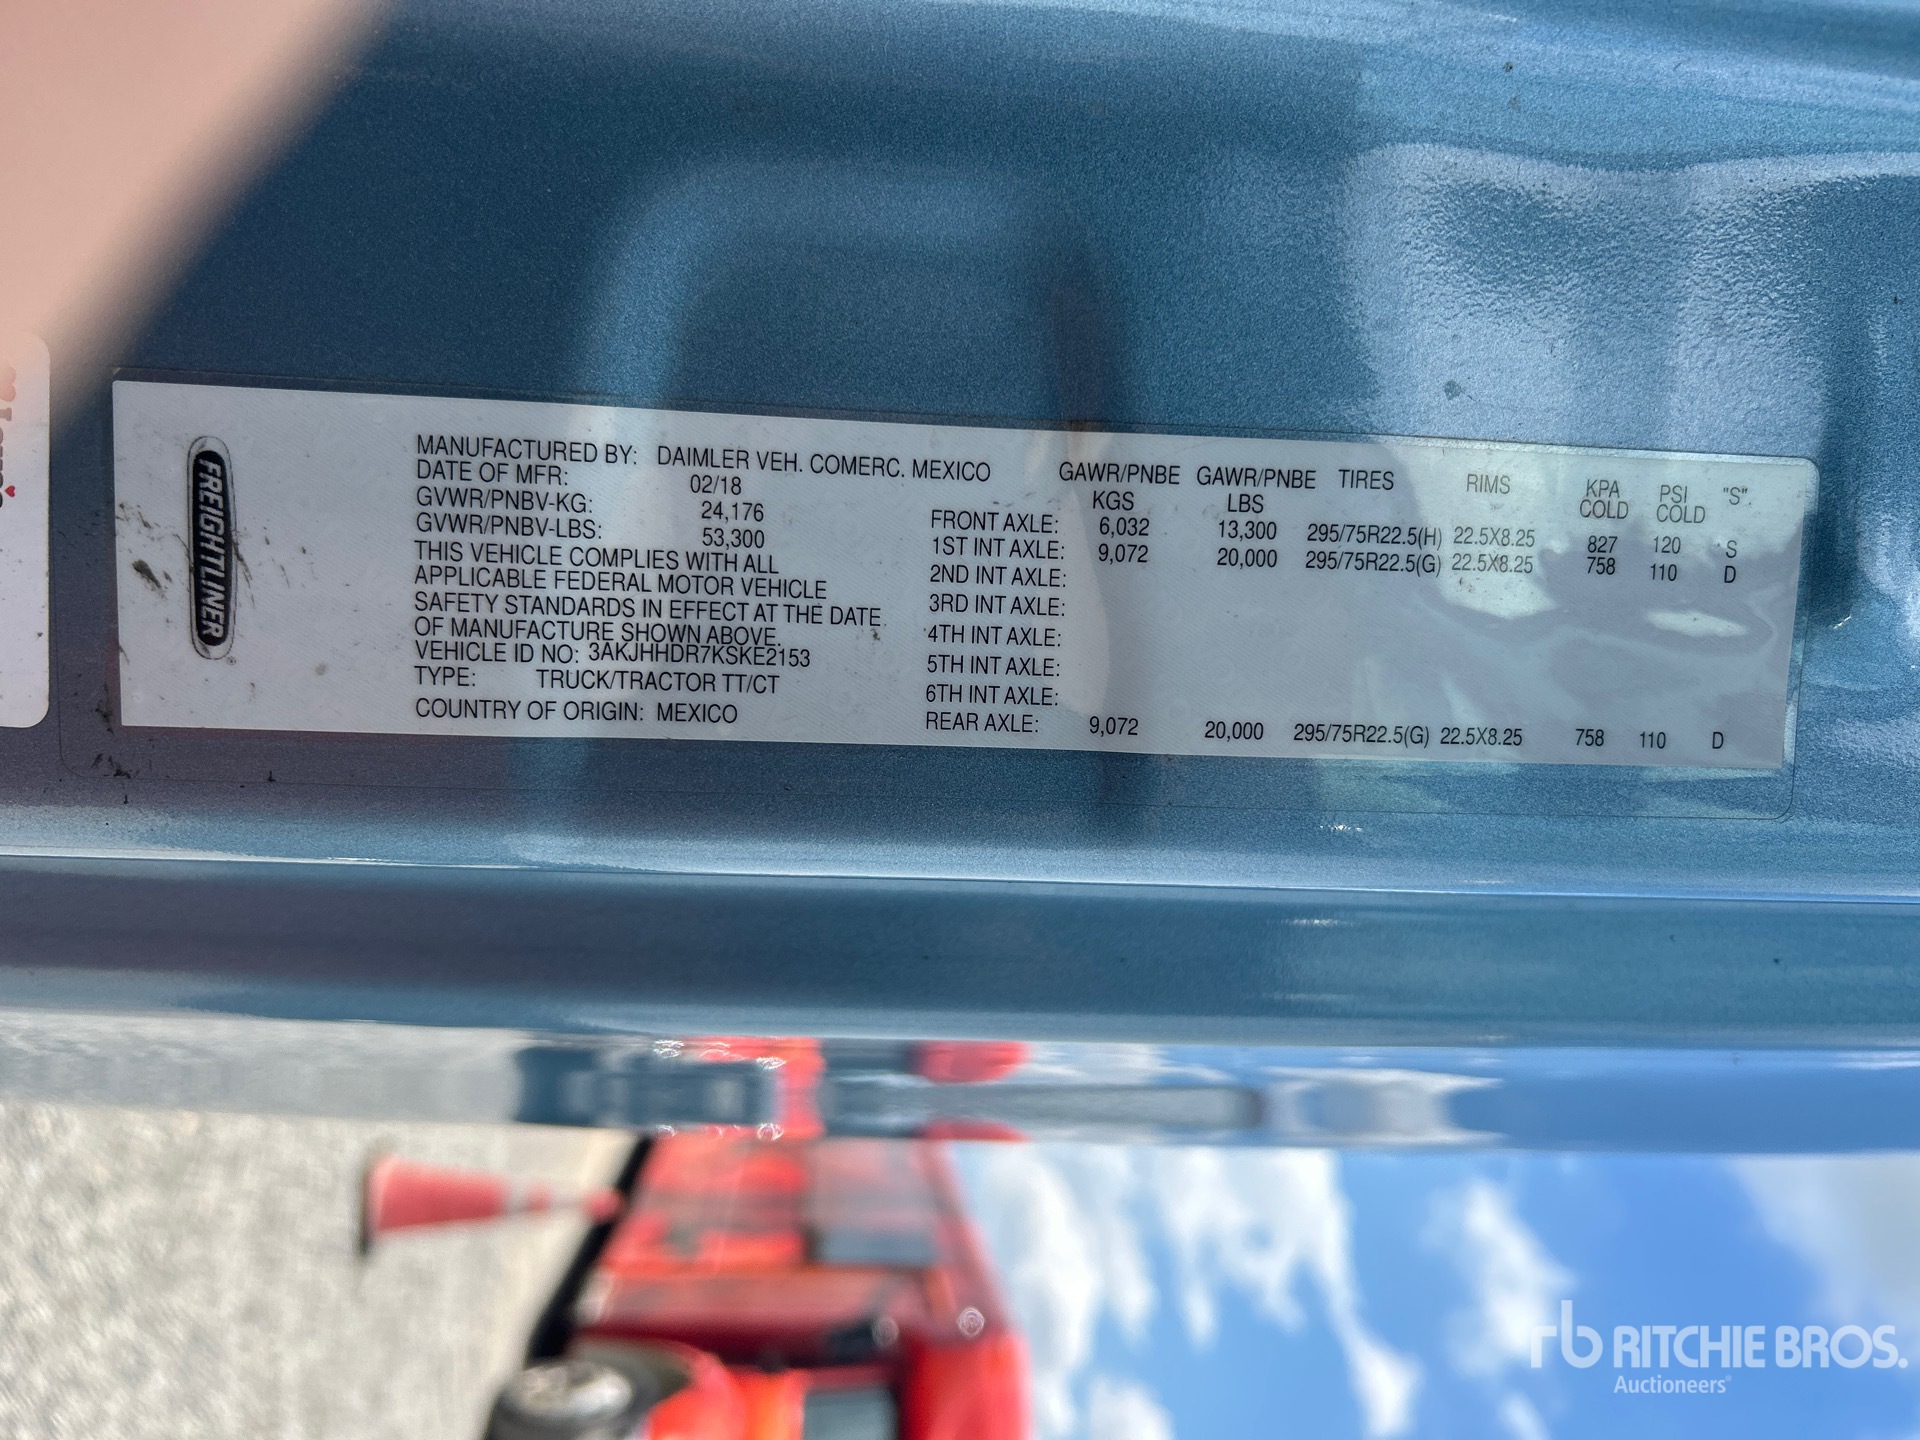 FREIGHTLINER
MANUFACTURED BY: DAIMLER VEH. COMERC. MEXICO
DATE OF MFR: 02/18
GVWR/PNBV-KG: 24,176
GVWR/PNBV-LBS: 53,300
THIS VEHICLE COMPLIES WITH ALL
APPLICABLE FEDERAL MOTOR VEHICLE
SAFETY STANDARDS IN EFFECT AT THE DATE
OF MANUFACTURE SHOWN ABOVE.
VEHICLE ID NO: 3AKJHHDR7KSKE2153
TYPE: TRUCK/TRACTOR TT/CT
COUNTRY OF ORIGIN: MEXICO
GAWR/PNBE KGS GAWR/PNBE LBS TIRES RIMS KPA COLD PSI COLD "S"
FRONT AXLE: 6,032 13,300 295/75R22.5(H) 22.5X8.25 827 120 S
1ST INT AXLE: 9,072 20,000 295/75R22.5(G) 22.5X8.25 758 110 D
2ND INT AXLE:
3RD INT AXLE:
4TH INT AXLE:
5TH INT AXLE:
6TH INT AXLE:
REAR AXLE: 9,072 20,000 295/75R22.5(G) 22.5X8.25 758 110 D
rb RITCHIE BROS.
Auctioneers